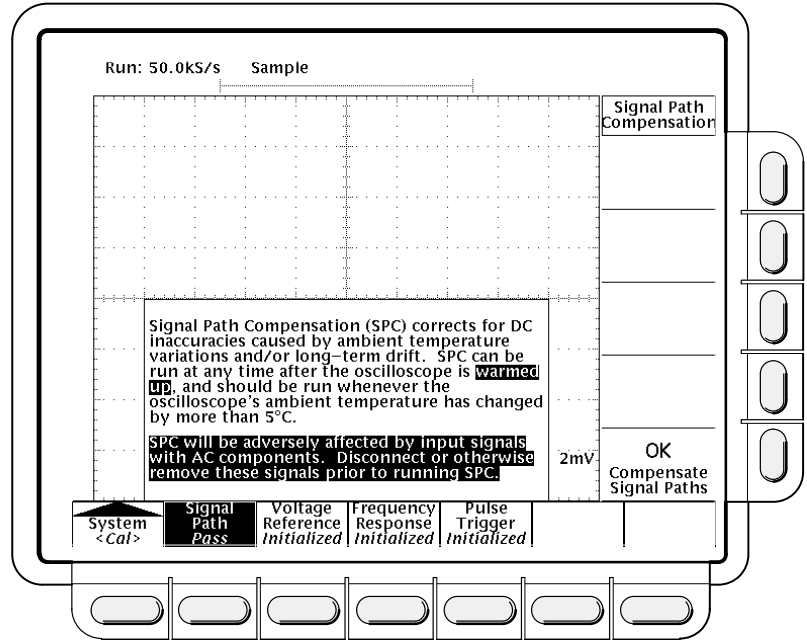 Run: 50.0kS/s Sample
Signal Path
Compensation
Signal Path Compensation (SPC) corrects for DC
inaccuracies caused by ambient temperature
variations and/or long-term drift. SPC can be
run at any time after the oscilloscope is warmed
up, and should be run whenever the
oscilloscope's ambient temperature has changed
by more than 5°C.
SPC will be adversely affected by input signals
with AC components. Disconnect or otherwise
remove these signals prior to running SPC.
2mV
OK
Compensate
Signal Paths
System
<Cal>
Signal
Path
Pass
Voltage
Reference
Initialized
Frequency
Response
Initialized
Pulse
Trigger
Initialized